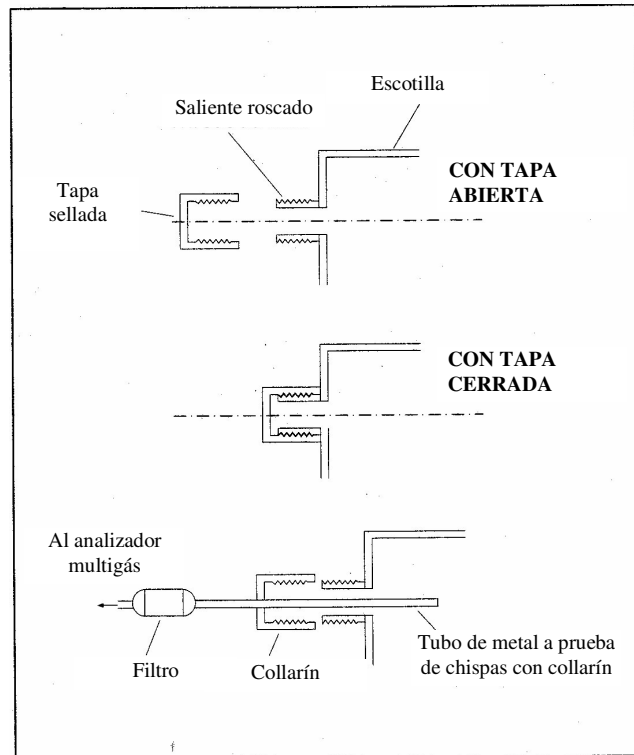 Escotilla
Saliente roscado
CON TAPA
ABIERTA
Tapa
sellada
CON TAPA
CERRADA
Al analizador
multigás
Tubo de metal a prueba
de chispas con collarín
Filtro
Collarín